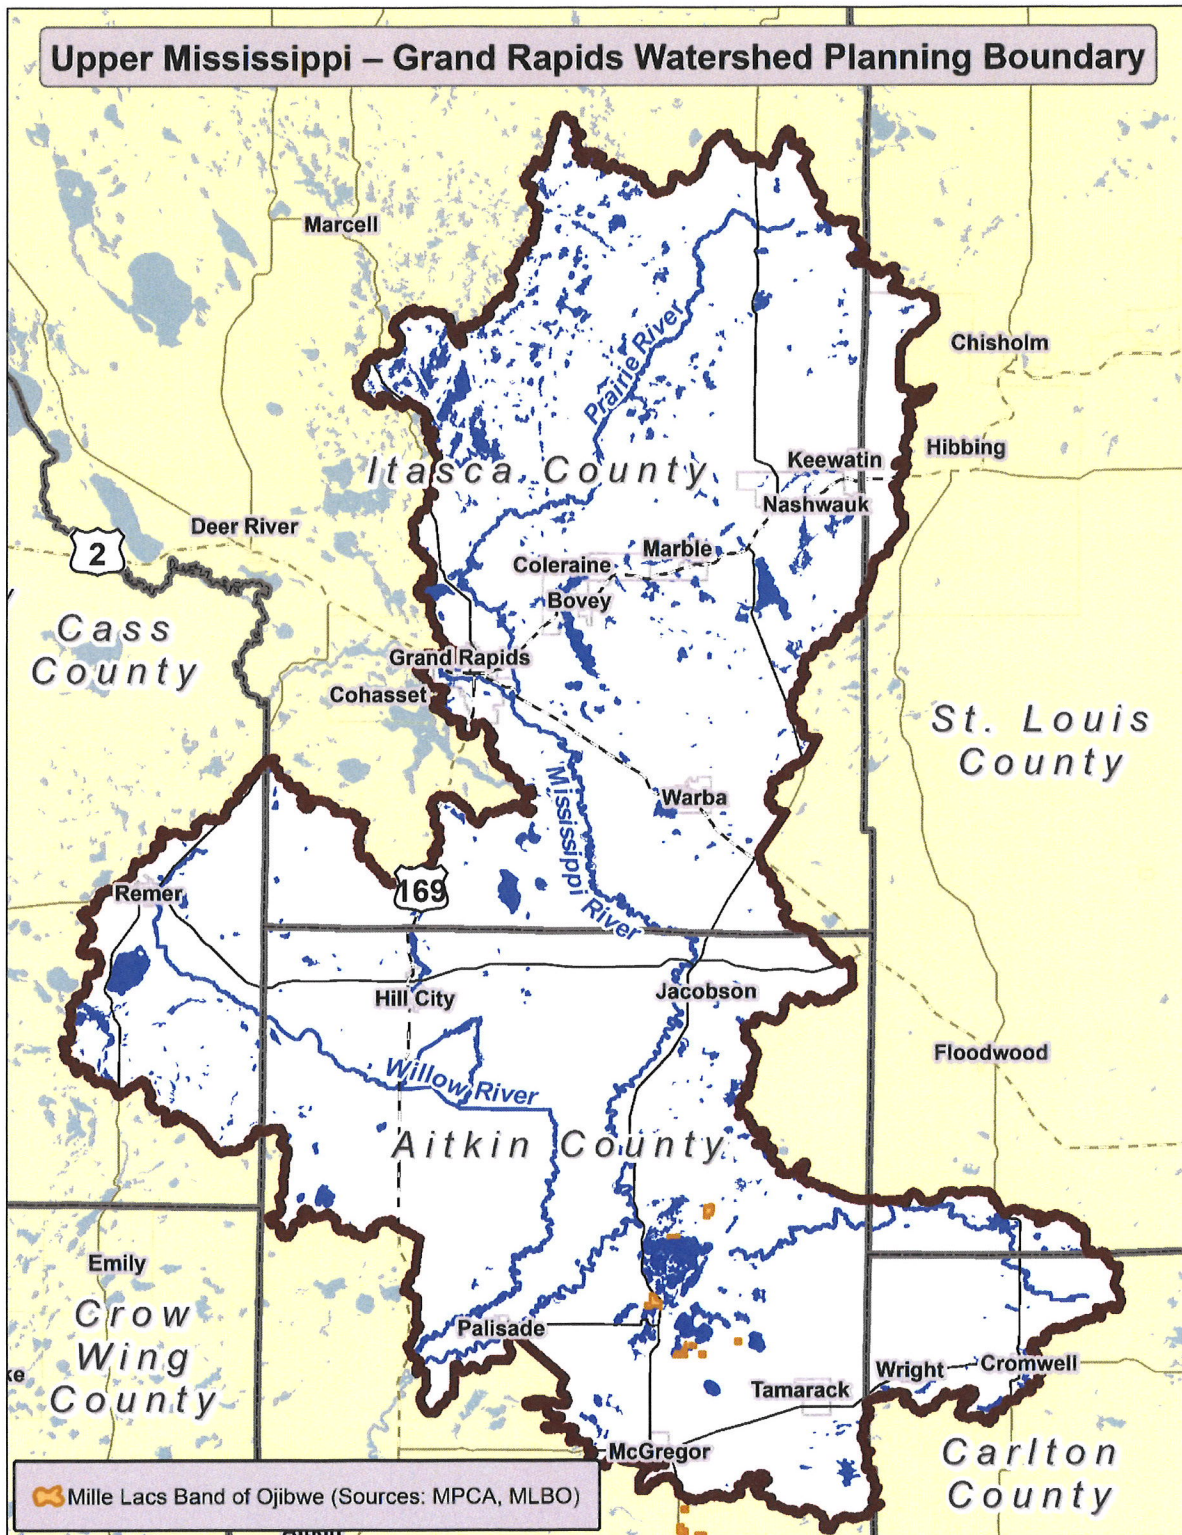 Upper Mississippi – Grand Rapids Watershed Planning Boundary
Marcell
Chisholm
Prairie River
Hibbing
Keewatin
Itasca County
Nashwauk
Deer River
2
Marble
Coleraine
Bovey
Cass
County
Grand Rapids
Cohasset
St. Louis
County
Warba
Mississippi
River
169
Remer
Hill City
Jacobson
Floodwood
Willow River
Aitkin County
Emily
Crow
Wing
County
Palisade
Wright
Cromwell
Tamarack
McGregor
Carlton
County
Mille Lacs Band of Ojibwe (Sources: MPCA, MLBO)